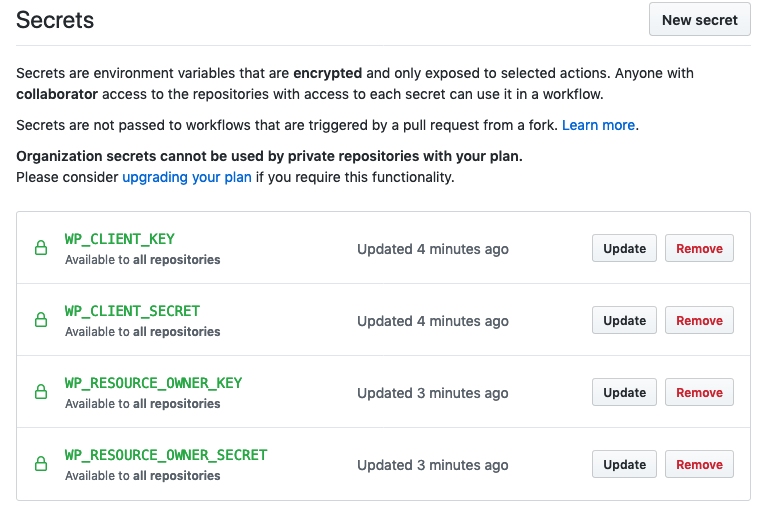 Secrets
New secret
Secrets are environment variables that are encrypted and only exposed to selected actions. Anyone with
collaborator access to the repositories with access to each secret can use it in a workflow.
Secrets are not passed to workflows that are triggered by a pull request from a fork. Learn more.
Organization secrets cannot be used by private repositories with your plan.
Please consider upgrading your plan if you require this functionality.
WP_CLIENT_KEY
Available to all repositories
Updated 4 minutes ago
Update
Remove
WP_CLIENT_SECRET
Available to all repositories
Updated 4 minutes ago
Update
Remove
WP_RESOURCE_OWNER_KEY
Available to all repositories
Updated 3 minutes ago
Update
Remove
WP_RESOURCE_OWNER_SECRET
Available to all repositories
Updated 3 minutes ago
Update
Remove